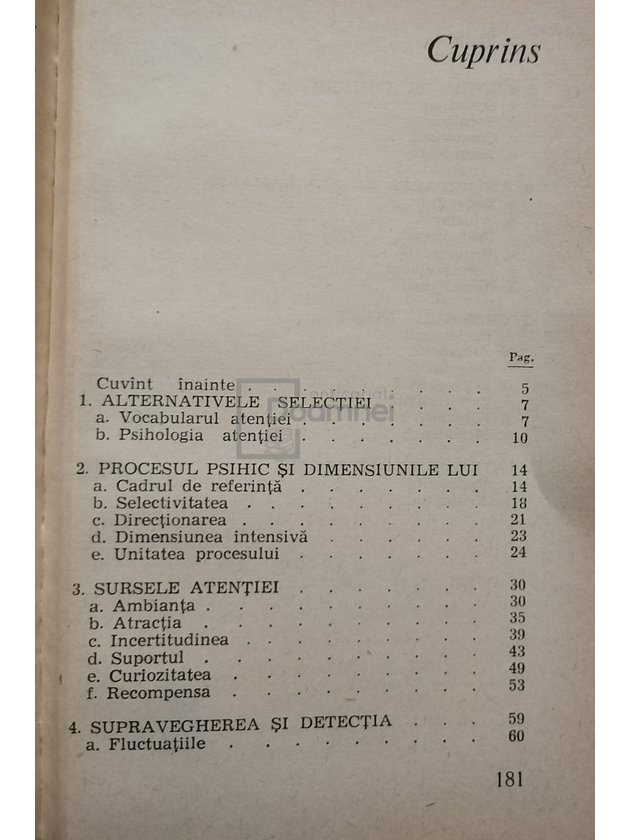 Cuprins
Pag.
Cuvînt înainte . . . . . . . . . 5
1. ALTERNATIVELE SELECȚIEI . . . . 7
a. Vocabularul atenției . . . . . . . 7
b. Psihologia atenției . . . . . . . 10
2. PROCESUL PSIHIC ȘI DIMENSIUNILE LUI 14
a. Cadrul de referință . . . . . . . 14
b. Selectivitatea . . . . . . . . . 18
c. Direcționarea . . . . . . . . 21
d. Dimensiunea intensivă . . . . . . 23
e. Unitatea procesului . . . . . . . 24
3. SURSELE ATENȚIEI . . . . . . . 30
a. Ambianța . . . . . . . . . . 30
b. Atracția . . . . . . . . . . 35
c. Incertitudinea . . . . . . . . 39
d. Suportul . . . . . . . . . . 43
e. Curiozitatea . . . . . . . . . 49
f. Recompensa . . . . . . . . . 53
4. SUPRAVEGHEREA ȘI DETECȚIA . . . 59
a. Fluctuațiile . . . . . . . . . 60
181